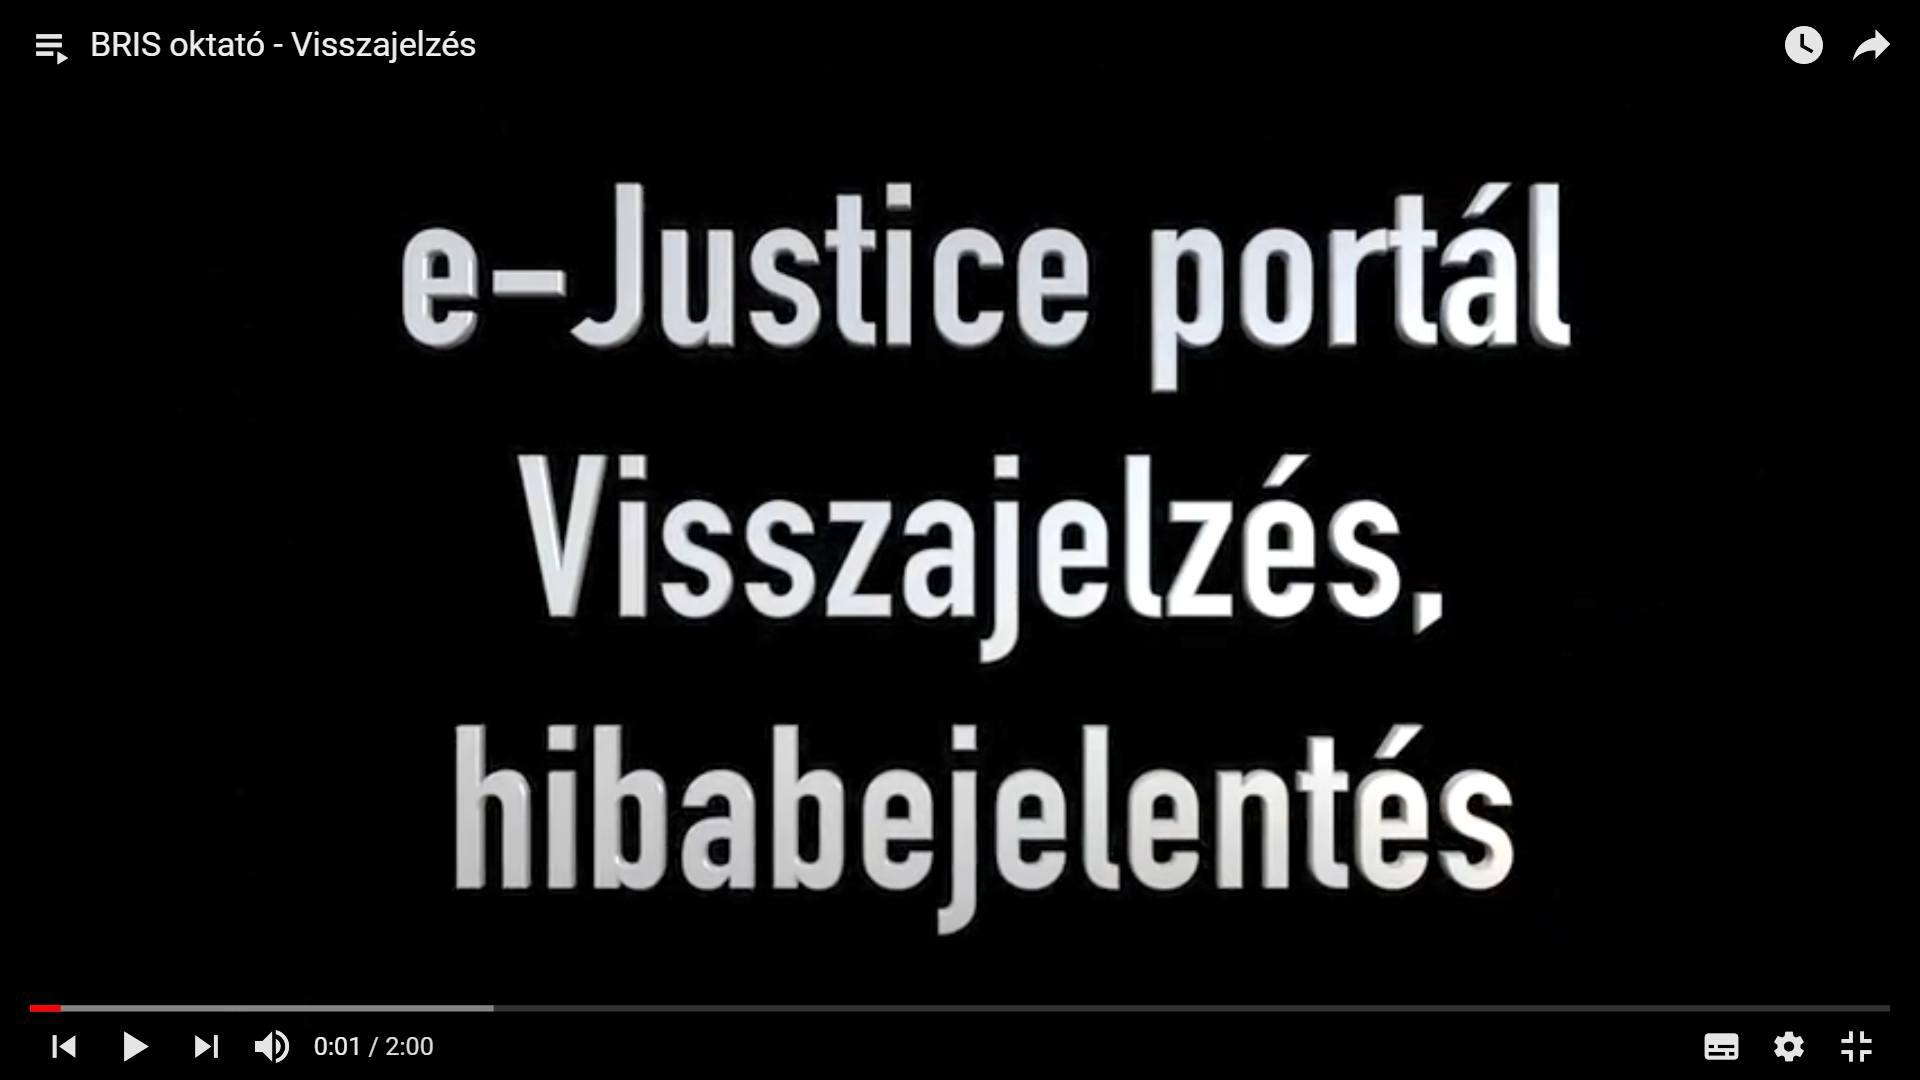 BRIS oktató - Visszajelzés
e-Justice portál
Visszajelzés,
hibabejelentés
0:01 / 2:00